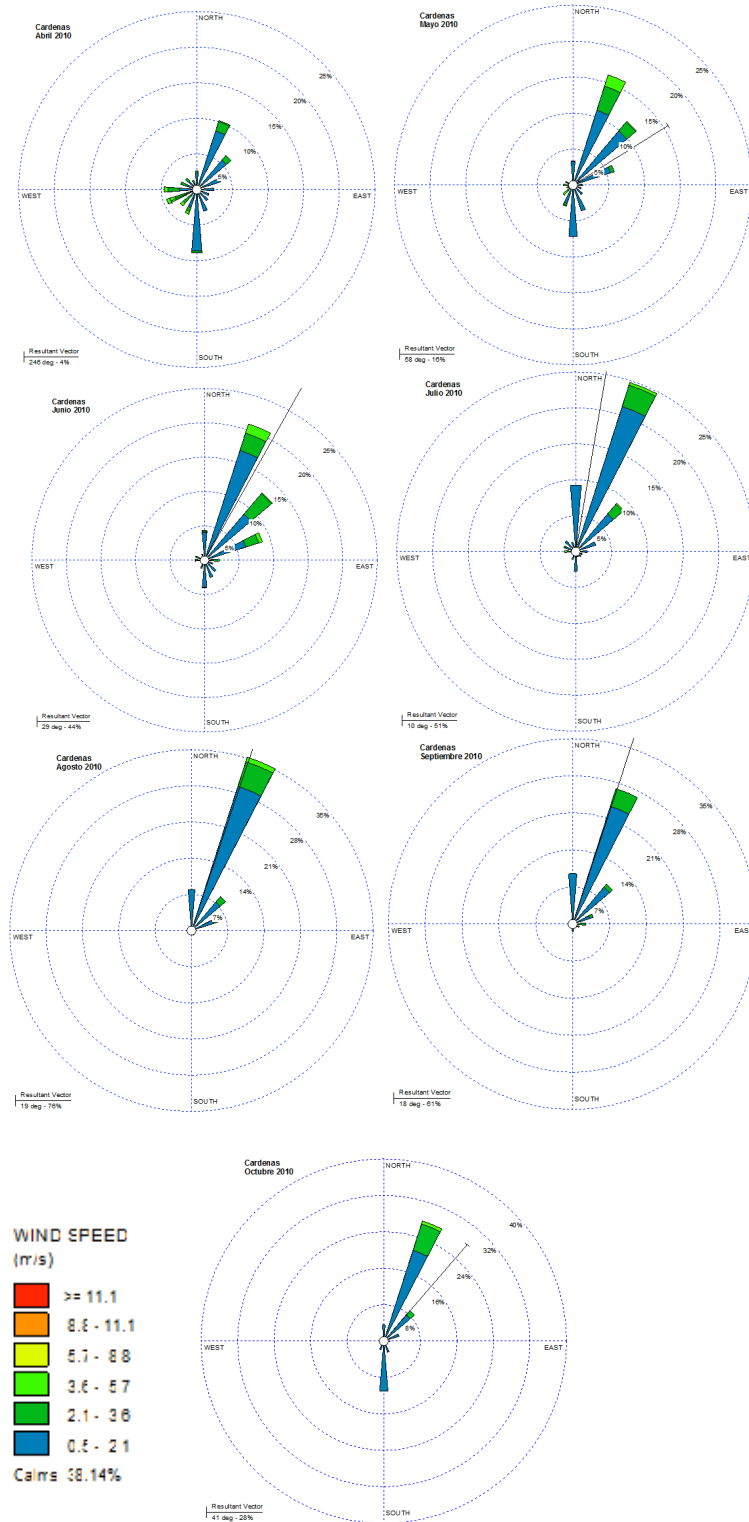 Cardenas
Abril 2010
NORTH
25%
20%
15%
10%
5%
WEST
EAST
SOUTH
Resultant Vector
246 deg - 4%
Cardenas
Mayo 2010
NORTH
25%
20%
15%
10%
5%
WEST
EAST
SOUTH
Resultant Vector
58 deg - 16%
Cardenas
Junio 2010
NORTH
25%
20%
15%
10%
5%
WEST
EAST
SOUTH
Resultant Vector
29 deg - 44%
Cardenas
Julio 2010
NORTH
25%
20%
15%
10%
5%
WEST
EAST
SOUTH
Resultant Vector
10 deg - 51%
Cardenas
Agosto 2010
NORTH
35%
28%
21%
14%
7%
WEST
EAST
SOUTH
Resultant Vector
19 deg - 76%
Cardenas
Septiembre 2010
NORTH
35%
28%
21%
14%
7%
WEST
EAS
SOUTH
Resultant Vector
18 deg - 61%
Cardenas
Octubre 2010
NORTH
40%
32%
24%
16%
8%
WEST
EAST
SOUTH
Resultant Vector
41 deg - 28%
WIND SPEED
(m/s)
>= 11.1
8.8 - 11.1
5.7 - 8.8
3.6 - 5.7
2.1 - 3.6
0.5 - 2.1
Calms 38.14%